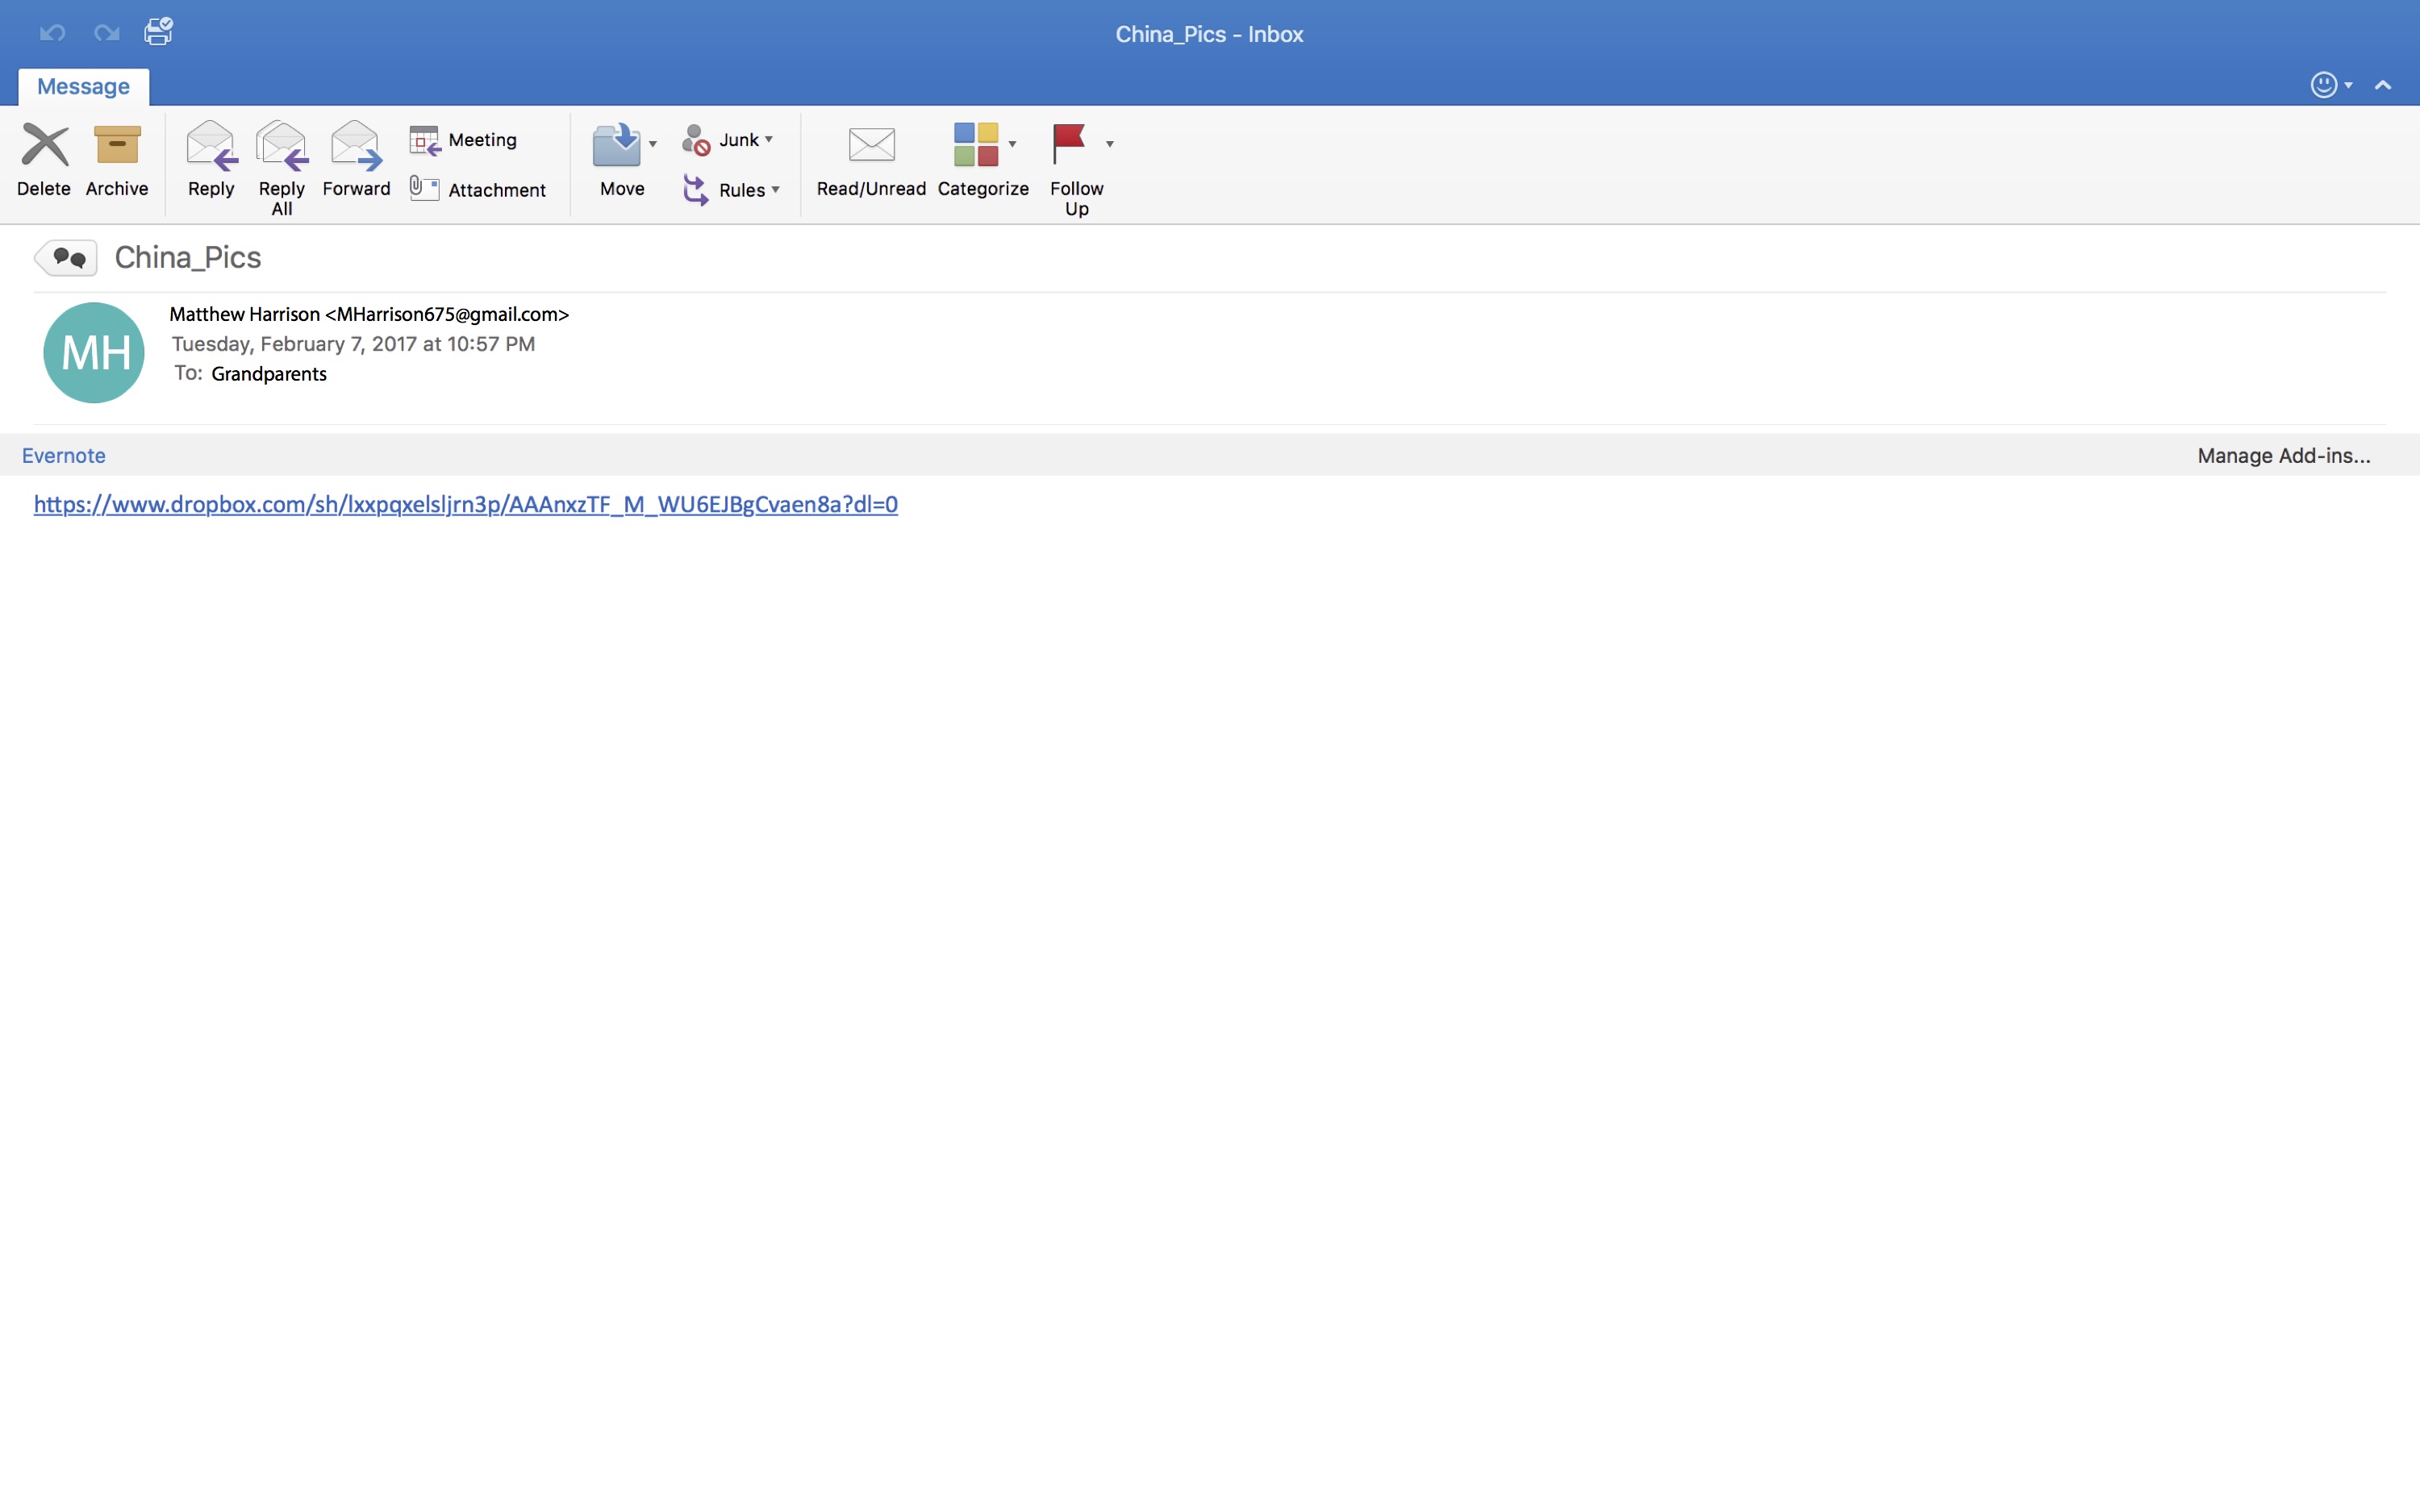 China_Pics - Inbox
Message
Delete
Archive
Reply
Reply All
Forward
Meeting
Attachment
Move
Junk
Rules
Read/Unread
Categorize
Follow Up
China_Pics
MH
Matthew Harrison <MHarrison675@gmail.com>
Tuesday, February 7, 2017 at 10:57 PM
To: Grandparents
Evernote
Manage Add-ins...
https://www.dropbox.com/sh/lxxpqxelsljrn3p/AAAnxzTF_M_WU6EJBgCvaen8a?dl=0